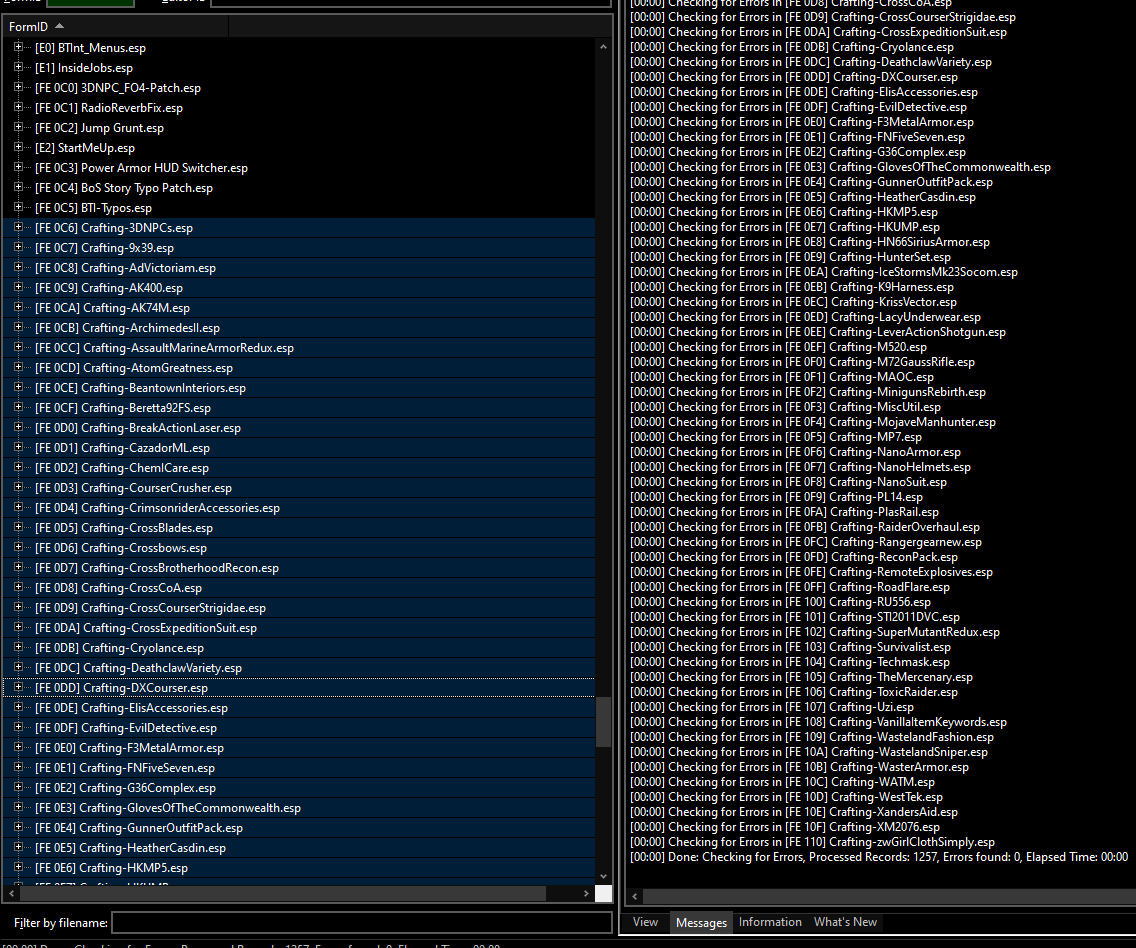 FormID
[E0] BTInt_Menus.esp
[E1] InsideJobs.esp
[FE 0C0] 3DNPC_FO4-Patch.esp
[FE 0C1] RadioReverbFix.esp
[FE 0C2] Jump Grunt.esp
[E2] StartMeUp.esp
[FE 0C3] Power Armor HUD Switcher.esp
[FE 0C4] BoS Story Typo Patch.esp
[FE 0C5] BTI-Typos.esp
[FE 0C6] Crafting-3DNPCs.esp
[FE 0C7] Crafting-9x39.esp
[FE 0C8] Crafting-AdVictoriam.esp
[FE 0C9] Crafting-AK400.esp
[FE 0CA] Crafting-AK74M.esp
[FE 0CB] Crafting-ArchimedesII.esp
[FE 0CC] Crafting-AssaultMarineArmorRedux.esp
[FE 0CD] Crafting-AtomGreatness.esp
[FE 0CE] Crafting-BeantownInteriors.esp
[FE 0CF] Crafting-Beretta92FS.esp
[FE 0D0] Crafting-BreakActionLaser.esp
[FE 0D1] Crafting-CazadorML.esp
[FE 0D2] Crafting-ChemICare.esp
[FE 0D3] Crafting-CourserCrusher.esp
[FE 0D4] Crafting-CrimsonriderAccessories.esp
[FE 0D5] Crafting-CrossBlades.esp
[FE 0D6] Crafting-Crossbows.esp
[FE 0D7] Crafting-CrossBrotherhoodRecon.esp
[FE 0D8] Crafting-CrossCoA.esp
[FE 0D9] Crafting-CrossCourserStrigidae.esp
[FE 0DA] Crafting-CrossExpeditionSuit.esp
[FE 0DB] Crafting-Cryolance.esp
[FE 0DC] Crafting-DeathclawVariety.esp
[FE 0DD] Crafting-DXCourser.esp
[FE 0DE] Crafting-ElisAccessories.esp
[FE 0DF] Crafting-EvilDetective.esp
[FE 0E0] Crafting-F3MetalArmor.esp
[FE 0E1] Crafting-FNFiveSeven.esp
[FE 0E2] Crafting-G36Complex.esp
[FE 0E3] Crafting-GlovesOfTheCommonwealth.esp
[FE 0E4] Crafting-GunnerOutfitPack.esp
[FE 0E5] Crafting-HeatherCasdin.esp
[FE 0E6] Crafting-HKMP5.esp
Filter by filename:
[00:00] Checking for Errors in [FE 0D8] Crafting-CrossCoA.esp
[00:00] Checking for Errors in [FE 0D9] Crafting-CrossCourserStrigidae.esp
[00:00] Checking for Errors in [FE 0DA] Crafting-CrossExpeditionSuit.esp
[00:00] Checking for Errors in [FE 0DB] Crafting-Cryolance.esp
[00:00] Checking for Errors in [FE 0DC] Crafting-DeathclawVariety.esp
[00:00] Checking for Errors in [FE 0DD] Crafting-DXCourser.esp
[00:00] Checking for Errors in [FE 0DE] Crafting-ElisAccessories.esp
[00:00] Checking for Errors in [FE 0DF] Crafting-EvilDetective.esp
[00:00] Checking for Errors in [FE 0E0] Crafting-F3MetalArmor.esp
[00:00] Checking for Errors in [FE 0E1] Crafting-FNFiveSeven.esp
[00:00] Checking for Errors in [FE 0E2] Crafting-G36Complex.esp
[00:00] Checking for Errors in [FE 0E3] Crafting-GlovesOfTheCommonwealth.esp
[00:00] Checking for Errors in [FE 0E4] Crafting-GunnerOutfitPack.esp
[00:00] Checking for Errors in [FE 0E5] Crafting-HeatherCasdin.esp
[00:00] Checking for Errors in [FE 0E6] Crafting-HKMP5.esp
[00:00] Checking for Errors in [FE 0E7] Crafting-HKUMP.esp
[00:00] Checking for Errors in [FE 0E8] Crafting-HN66SiriusArmor.esp
[00:00] Checking for Errors in [FE 0E9] Crafting-HunterSet.esp
[00:00] Checking for Errors in [FE 0EA] Crafting-IceStormsMk23Socom.esp
[00:00] Checking for Errors in [FE 0EB] Crafting-K9Harness.esp
[00:00] Checking for Errors in [FE 0EC] Crafting-KrissVector.esp
[00:00] Checking for Errors in [FE 0ED] Crafting-LacyUnderwear.esp
[00:00] Checking for Errors in [FE 0EE] Crafting-LeverActionShotgun.esp
[00:00] Checking for Errors in [FE 0EF] Crafting-M520.esp
[00:00] Checking for Errors in [FE 0F0] Crafting-M72GaussRifle.esp
[00:00] Checking for Errors in [FE 0F1] Crafting-MAOC.esp
[00:00] Checking for Errors in [FE 0F2] Crafting-MinigunsRebirth.esp
[00:00] Checking for Errors in [FE 0F3] Crafting-MiscUtil.esp
[00:00] Checking for Errors in [FE 0F4] Crafting-MojaveManhunter.esp
[00:00] Checking for Errors in [FE 0F5] Crafting-MP7.esp
[00:00] Checking for Errors in [FE 0F6] Crafting-NanoArmor.esp
[00:00] Checking for Errors in [FE 0F7] Crafting-NanoHelmets.esp
[00:00] Checking for Errors in [FE 0F8] Crafting-NanoSuit.esp
[00:00] Checking for Errors in [FE 0F9] Crafting-PL14.esp
[00:00] Checking for Errors in [FE 0FA] Crafting-PlasRail.esp
[00:00] Checking for Errors in [FE 0FB] Crafting-RaiderOverhaul.esp
[00:00] Checking for Errors in [FE 0FC] Crafting-Rangergearnew.esp
[00:00] Checking for Errors in [FE 0FD] Crafting-ReconPack.esp
[00:00] Checking for Errors in [FE 0FE] Crafting-RemoteExplosives.esp
[00:00] Checking for Errors in [FE 0FF] Crafting-RoadFlare.esp
[00:00] Checking for Errors in [FE 100] Crafting-RU556.esp
[00:00] Checking for Errors in [FE 101] Crafting-STI2011DVC.esp
[00:00] Checking for Errors in [FE 102] Crafting-SuperMutantRedux.esp
[00:00] Checking for Errors in [FE 103] Crafting-Survivalist.esp
[00:00] Checking for Errors in [FE 104] Crafting-Techmask.esp
[00:00] Checking for Errors in [FE 105] Crafting-TheMercenary.esp
[00:00] Checking for Errors in [FE 106] Crafting-ToxicRaider.esp
[00:00] Checking for Errors in [FE 107] Crafting-Uzi.esp
[00:00] Checking for Errors in [FE 108] Crafting-VanillaItemKeywords.esp
[00:00] Checking for Errors in [FE 109] Crafting-WastelandFashion.esp
[00:00] Checking for Errors in [FE 10A] Crafting-WastelandSniper.esp
[00:00] Checking for Errors in [FE 10B] Crafting-WasterArmor.esp
[00:00] Checking for Errors in [FE 10C] Crafting-WATM.esp
[00:00] Checking for Errors in [FE 10D] Crafting-WestTek.esp
[00:00] Checking for Errors in [FE 10E] Crafting-XandersAid.esp
[00:00] Checking for Errors in [FE 10F] Crafting-XM2076.esp
[00:00] Checking for Errors in [FE 110] Crafting-zwGirlClothSimply.esp
[00:00] Done: Checking for Errors, Processed Records: 1257, Errors found: 0, Elapsed Time: 00:00
View Messages Information What's New